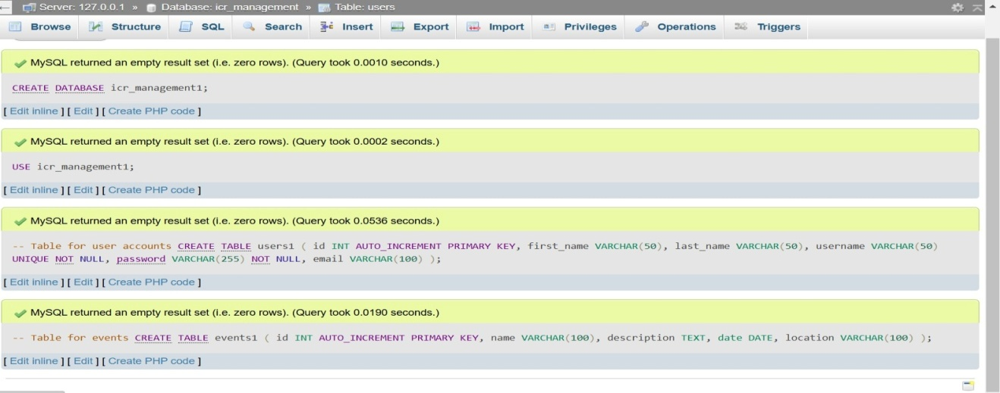 Server: 127.0.0.1 » Database: icr_management » Table: users
Browse Structure SQL Search Insert Export Import Privileges Operations Triggers
MySQL returned an empty result set (i.e. zero rows). (Query took 0.0010 seconds.)
CREATE DATABASE icr_management1;
[ Edit inline ] [ Edit ] [ Create PHP code ]
MySQL returned an empty result set (i.e. zero rows). (Query took 0.0002 seconds.)
USE icr_management1;
[ Edit inline ] [ Edit ] [ Create PHP code ]
MySQL returned an empty result set (i.e. zero rows). (Query took 0.0536 seconds.)
-- Table for user accounts CREATE TABLE users1 ( id INT AUTO_INCREMENT PRIMARY KEY, first_name VARCHAR(50), last_name VARCHAR(50), username VARCHAR(50)
UNIQUE NOT NULL, password VARCHAR(255) NOT NULL, email VARCHAR(100) );
[ Edit inline ] [ Edit ] [ Create PHP code ]
MySQL returned an empty result set (i.e. zero rows). (Query took 0.0190 seconds.)
-- Table for events CREATE TABLE events1 ( id INT AUTO_INCREMENT PRIMARY KEY, name VARCHAR(100), description TEXT, date DATE, location VARCHAR(100) );
[ Edit inline ] [ Edit ] [ Create PHP code ]